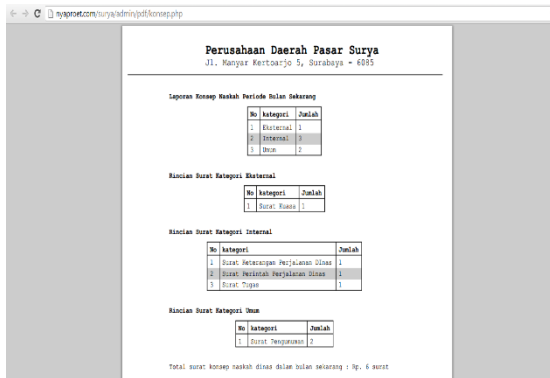 nyaproet.com/surya/admin/pdf/konsep.php
Perusahaan Daerah Pasar Surya
Jl. Manyar Kertoarjo 5, Surabaya - 6085
Laporan Konsep Naskah Periode Bulan Sekarang
No kategori Jumlah
1 Eksternal 1
2 Internal 3
3 Umum 2
Rincian Surat Kategori Eksternal
No kategori Jumlah
1 Surat Kuasa 1
Rincian Surat Kategori Internal
No kategori Jumlah
1 Surat Keterangan Perjalanan Dinas 1
2 Surat Perintah Perjalanan Dinas 1
3 Surat Tugas 1
Rincian Surat Kategori Umum
No kategori Jumlah
1 Surat Pengumuman 2
Total surat konsep naskah dinas dalam bulan sekarang : Rp. 6 surat